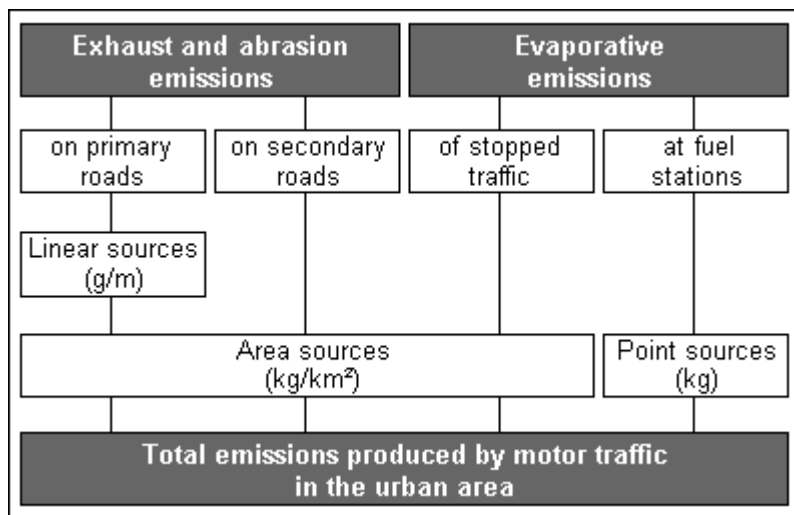 Exhaust and abrasion
emissions
Evaporative
emissions
on primary
roads
on secondary
roads
of stopped
traffic
at fuel
stations
Linear sources
(g/m)
Area sources
(kg/km²)
Point sources
(kg)
Total emissions produced by motor traffic
in the urban area